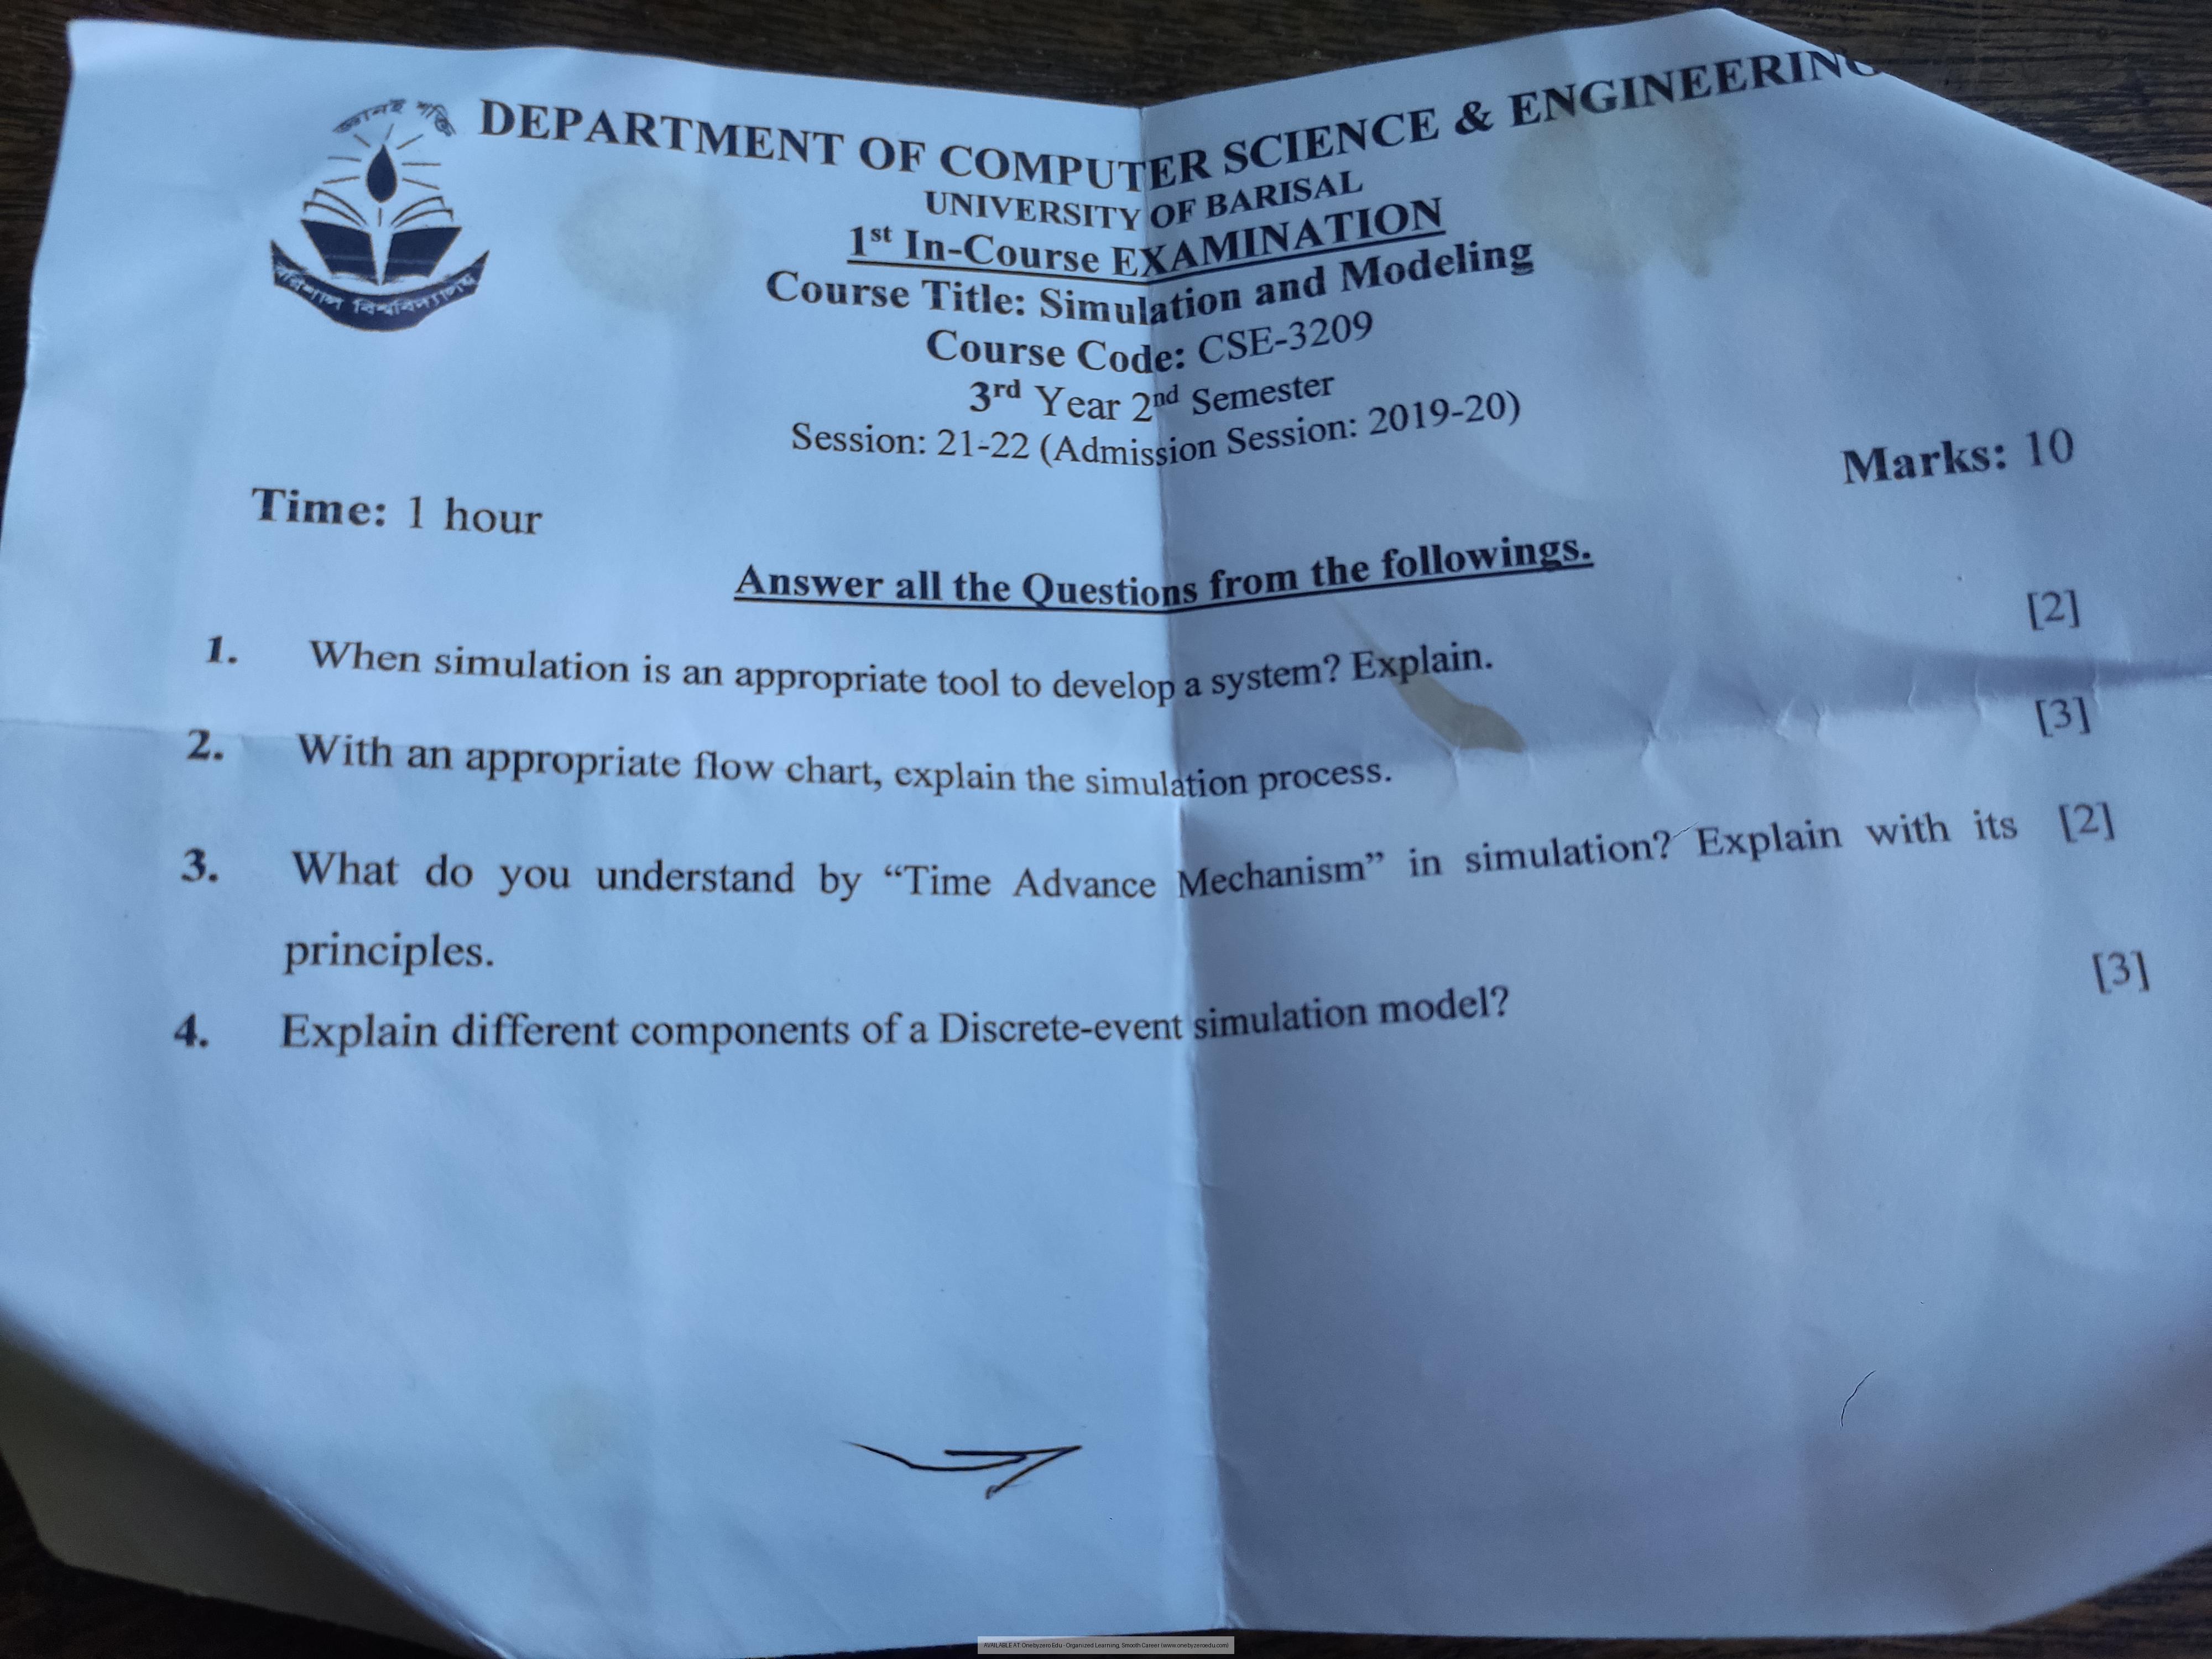 জ্ঞানই শক্তি
বরিশাল বিশ্ববিদ্যালয়
DEPARTMENT OF COMPUTER SCIENCE & ENGINEERING
UNIVERSITY OF BARISAL
1st In-Course EXAMINATION
Course Title: Simulation and Modeling
Course Code: CSE-3209
3rd Year 2nd Semester
Session: 21-22 (Admission Session: 2019-20)
Time: 1 hour Marks: 10
Answer all the Questions from the followings.
1. When simulation is an appropriate tool to develop a system? Explain. [2]
2. With an appropriate flow chart, explain the simulation process. [3]
3. What do you understand by “Time Advance Mechanism” in simulation? Explain with its [2]
principles.
4. Explain different components of a Discrete-event simulation model? [3]
AVAILABLE AT: Onebyzero Edu - Organized Learning, Smooth Career (www.onebyzeroedu.com)